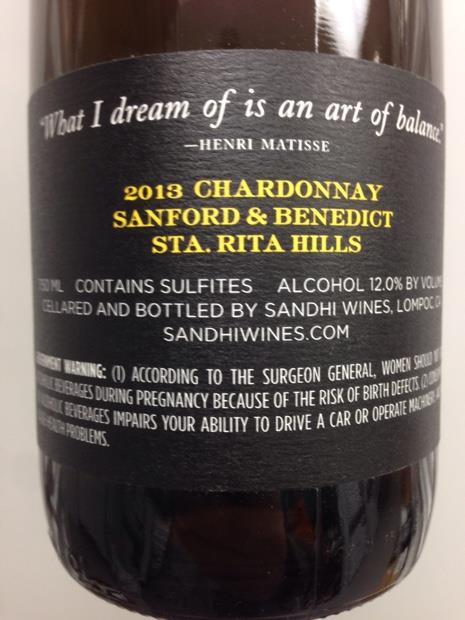 "What I dream of is an art of balance."
—HENRI MATISSE
2013 CHARDONNAY
SANFORD & BENEDICT
STA. RITA HILLS
750 ML CONTAINS SULFITES ALCOHOL 12.0% BY VOLUME
CELLARED AND BOTTLED BY SANDHI WINES, LOMPOC, CA
SANDHIWINES.COM
WARNING: (1) ACCORDING TO THE SURGEON GENERAL, WOMEN SHOULD
BEVERAGES DURING PREGNANCY BECAUSE OF THE RISK OF BIRTH DEFECTS. (2)
BEVERAGES IMPAIRS YOUR ABILITY TO DRIVE A CAR OR OPERATE MACHINERY,
HEALTH PROBLEMS.